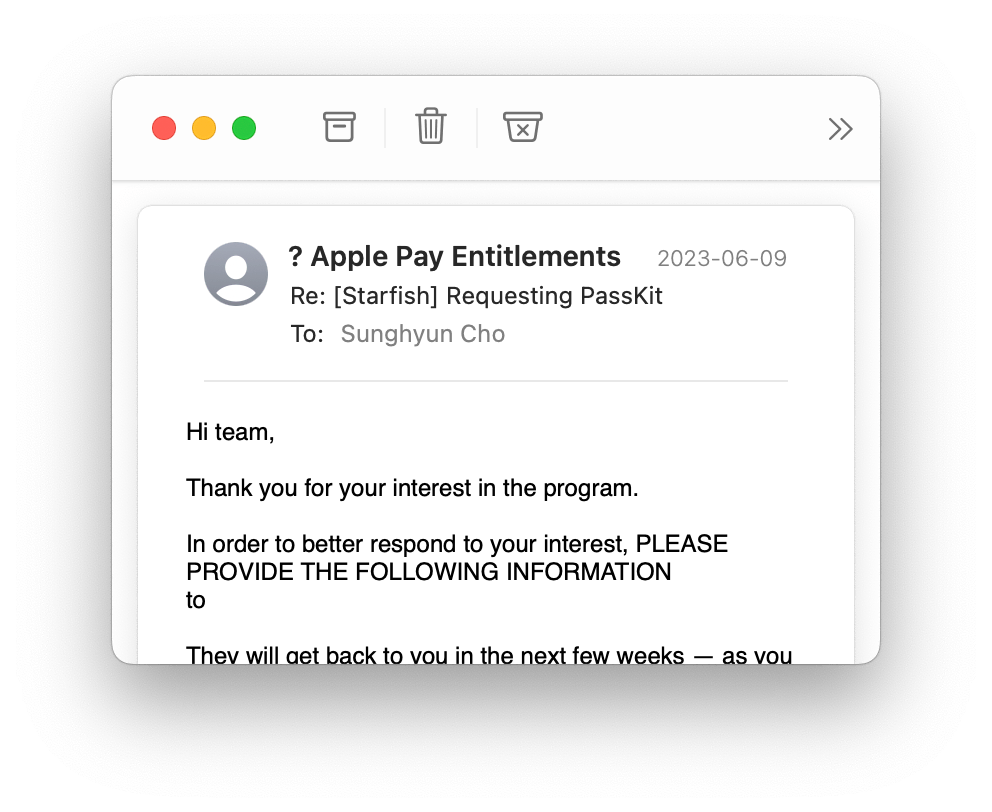 ? Apple Pay Entitlements 2023-06-09
Re: [Starfish] Requesting PassKit
To: Sunghyun Cho
Hi team,
Thank you for your interest in the program.
In order to better respond to your interest, PLEASE
PROVIDE THE FOLLOWING INFORMATION
to
They will get back to you in the next few weeks — as you